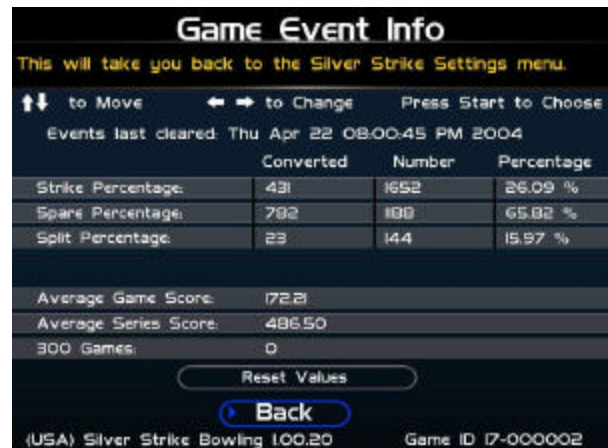 Game Event Info
This will take you back to the Silver Strike Settings menu.
to Move to Change Press Start to Choose
Events last cleared: Thu Apr 22 08:00:45 PM 2004
Converted Number Percentage
Strike Percentage: 431 1652 26.09 %
Spare Percentage: 782 1188 65.82 %
Split Percentage: 23 144 15.97 %
Average Game Score: 172.21
Average Series Score: 486.50
300 Games: 0
Reset Values
Back
(USA) Silver Strike Bowling 1.00.20 Game ID 17-000002